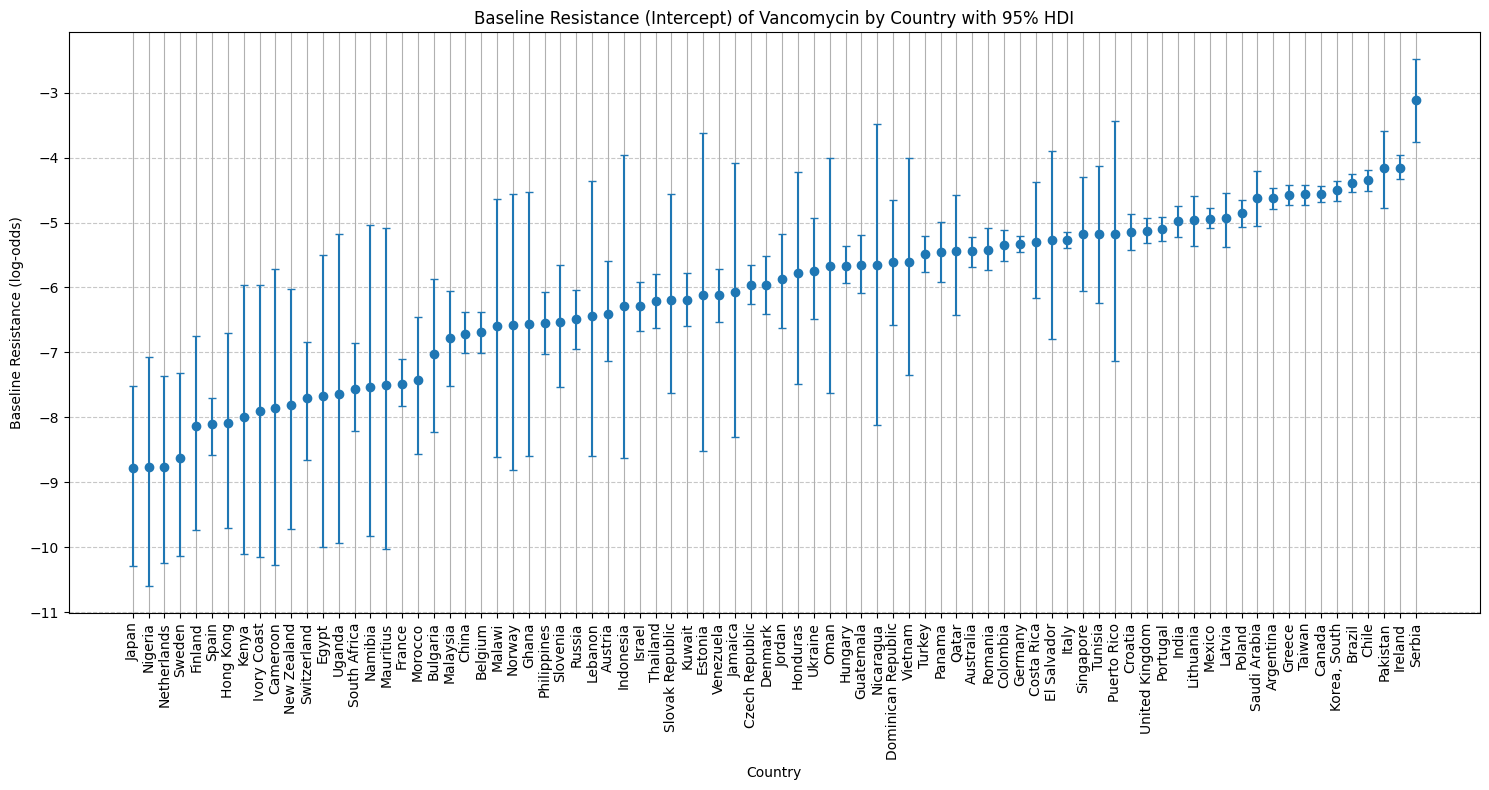 Baseline Resistance (Intercept) of Vancomycin by Country with 95% HDI
Baseline Resistance (log-odds)
−3
−4
−5
−6
−7
−8
−9
−10
−11
Japan
Nigeria
Netherlands
Sweden
Finland
Spain
Hong Kong
Kenya
Ivory Coast
Cameroon
New Zealand
Switzerland
Egypt
Uganda
South Africa
Namibia
Mauritius
France
Morocco
Bulgaria
Malaysia
China
Belgium
Malawi
Norway
Ghana
Philippines
Slovenia
Russia
Lebanon
Austria
Indonesia
Israel
Thailand
Slovak Republic
Kuwait
Estonia
Venezuela
Jamaica
Czech Republic
Denmark
Jordan
Honduras
Ukraine
Oman
Hungary
Guatemala
Nicaragua
Dominican Republic
Vietnam
Turkey
Panama
Qatar
Australia
Romania
Colombia
Germany
Costa Rica
El Salvador
Italy
Singapore
Tunisia
Puerto Rico
Croatia
United Kingdom
Portugal
India
Lithuania
Mexico
Latvia
Poland
Saudi Arabia
Argentina
Greece
Taiwan
Canada
Korea, South
Brazil
Chile
Pakistan
Ireland
Serbia
Country